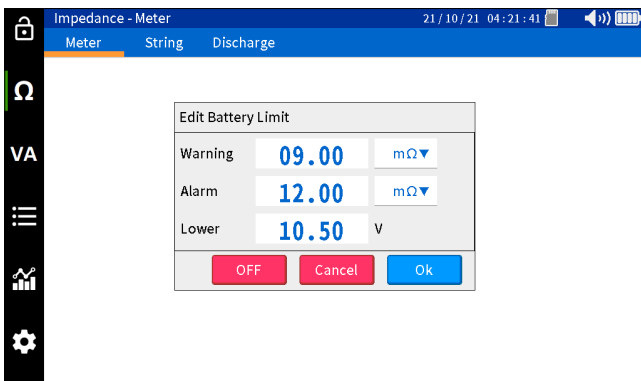 Impedance - Meter 21/10/21 04:21:41
Meter String Discharge
Ω
VA
Edit Battery Limit
Warning 09.00 mΩ▼
Alarm 12.00 mΩ▼
Lower 10.50 V
OFF Cancel Ok